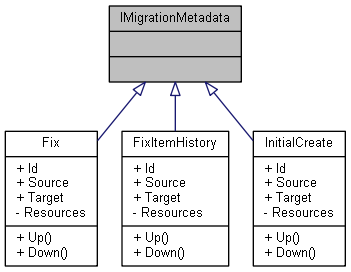 IMigrationMetadata
Fix
+ Id
+ Source
+ Target
- Resources
+ Up()
+ Down()
FixItemHistory
+ Id
+ Source
+ Target
- Resources
+ Up()
+ Down()
InitialCreate
+ Id
+ Source
+ Target
- Resources
+ Up()
+ Down()